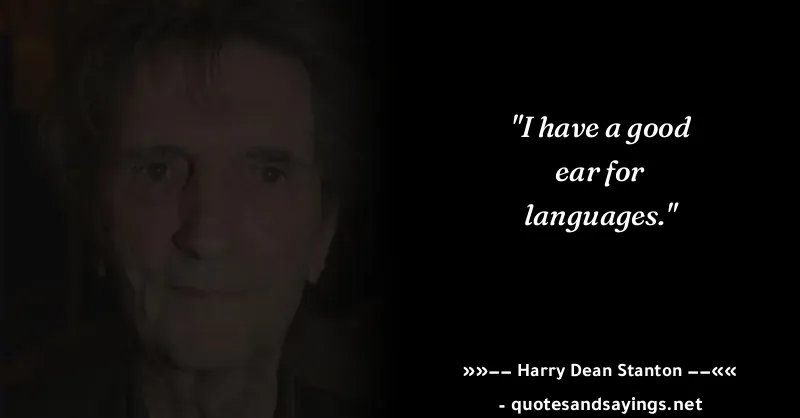 "I have a good
ear for
languages."
»»–– Harry Dean Stanton ––««
- quotesandsayings.net